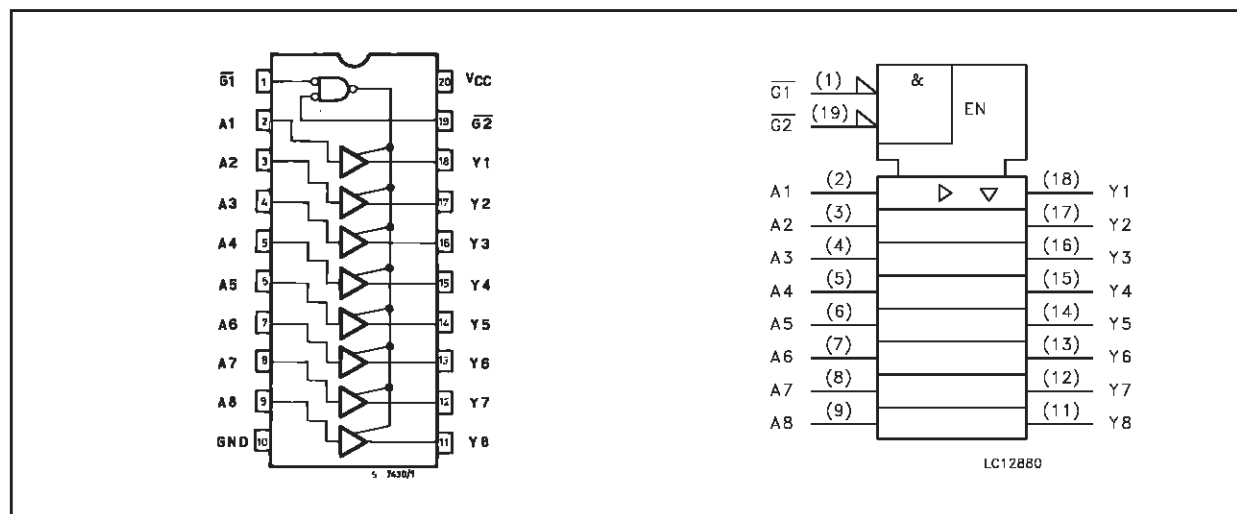 G1 1 20 VCC
A1 2 19 G2
A2 3 18 Y1
A3 4 17 Y2
A4 5 16 Y3
A5 6 15 Y4
A6 7 14 Y5
A7 8 13 Y6
A8 9 12 Y7
GND 10 11 Y8
S 7430/1
&
G1 (1) EN
G2 (19)
A1 (2) (18) Y1
A2 (3) (17) Y2
A3 (4) (16) Y3
A4 (5) (15) Y4
A5 (6) (14) Y5
A6 (7) (13) Y6
A7 (8) (12) Y7
A8 (9) (11) Y8
LC12880